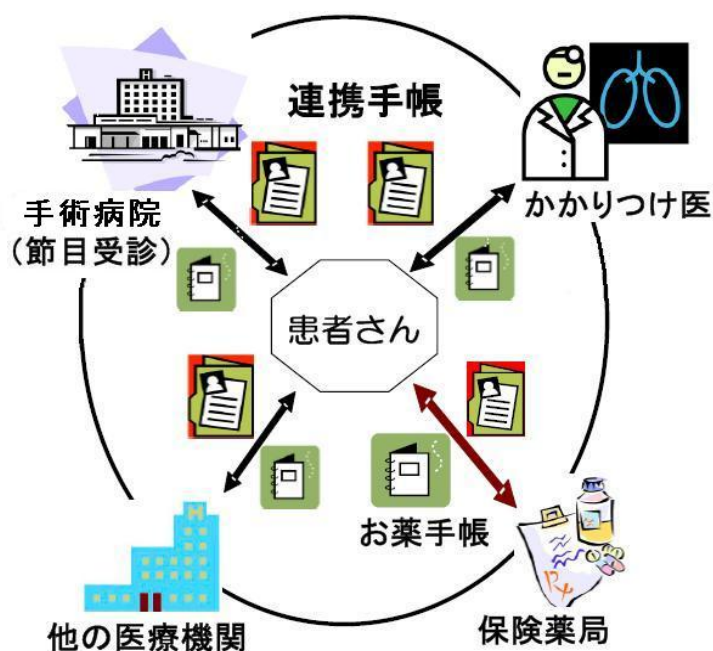 連携手帳
手術病院
(節目受診)
かかりつけ医
患者さん
お薬手帳
他の医療機関
保険薬局